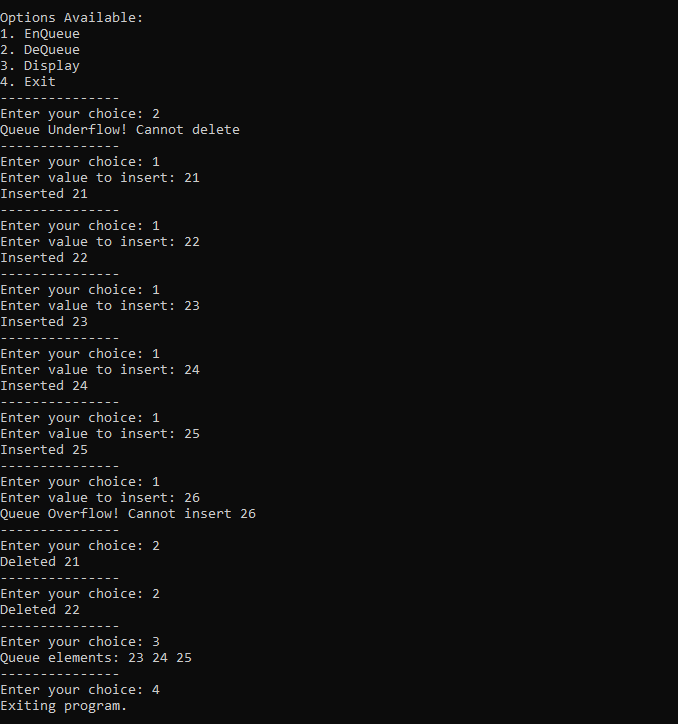 Options Available:
1. EnQueue
2. DeQueue
3. Display
4. Exit
---------------
Enter your choice: 2
Queue Underflow! Cannot delete
---------------
Enter your choice: 1
Enter value to insert: 21
Inserted 21
---------------
Enter your choice: 1
Enter value to insert: 22
Inserted 22
---------------
Enter your choice: 1
Enter value to insert: 23
Inserted 23
---------------
Enter your choice: 1
Enter value to insert: 24
Inserted 24
---------------
Enter your choice: 1
Enter value to insert: 25
Inserted 25
---------------
Enter your choice: 1
Enter value to insert: 26
Queue Overflow! Cannot insert 26
---------------
Enter your choice: 2
Deleted 21
---------------
Enter your choice: 2
Deleted 22
---------------
Enter your choice: 3
Queue elements: 23 24 25
---------------
Enter your choice: 4
Exiting program.